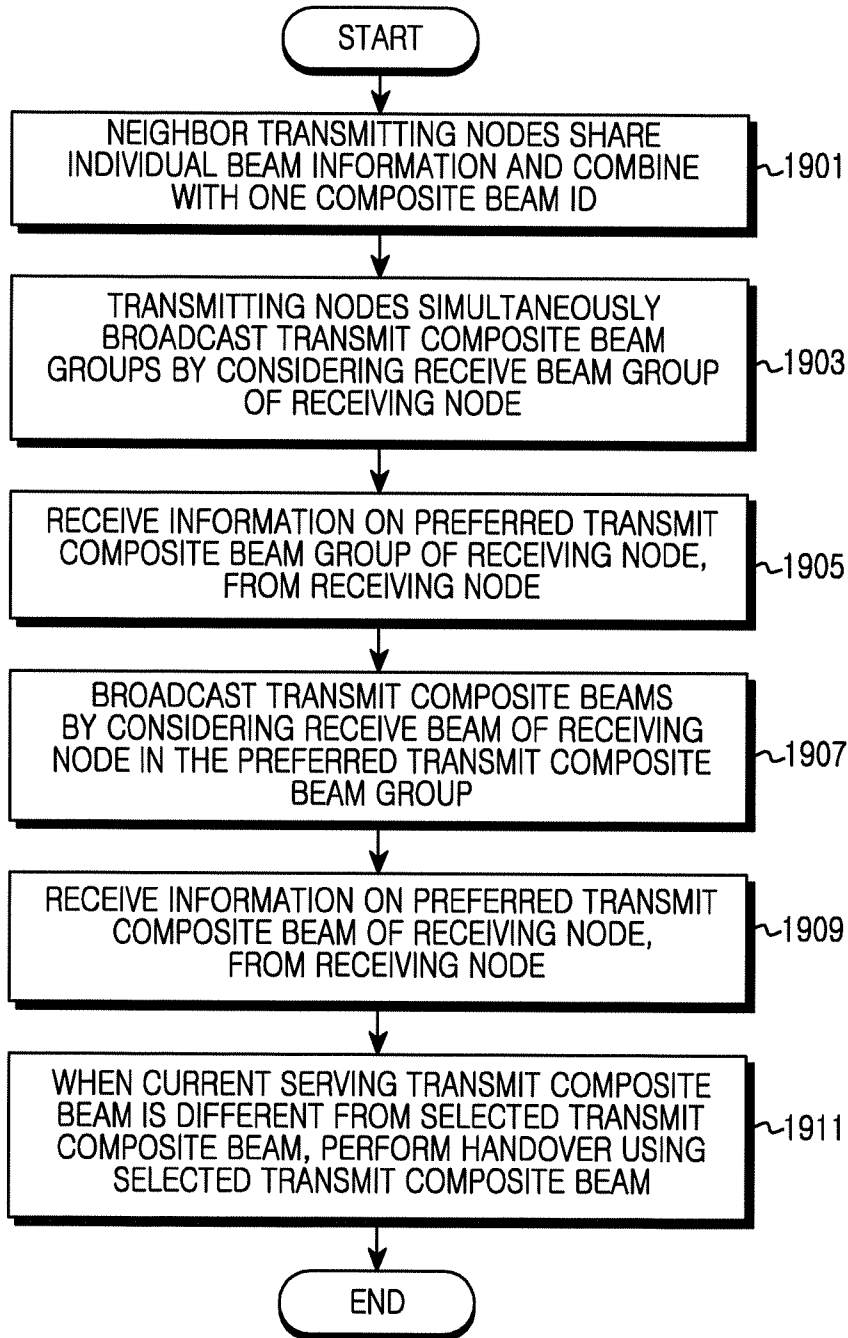 START
NEIGHBOR TRANSMITTING NODES SHARE
INDIVIDUAL BEAM INFORMATION AND COMBINE
WITH ONE COMPOSITE BEAM ID
1901
TRANSMITTING NODES SIMULTANEOUSLY
BROADCAST TRANSMIT COMPOSITE BEAM
GROUPS BY CONSIDERING RECEIVE BEAM GROUP
OF RECEIVING NODE
1903
RECEIVE INFORMATION ON PREFERRED TRANSMIT
COMPOSITE BEAM GROUP OF RECEIVING NODE,
FROM RECEIVING NODE
1905
BROADCAST TRANSMIT COMPOSITE BEAMS
BY CONSIDERING RECEIVE BEAM OF RECEIVING
NODE IN THE PREFERRED TRANSMIT COMPOSITE
BEAM GROUP
1907
RECEIVE INFORMATION ON PREFERRED TRANSMIT
COMPOSITE BEAM OF RECEIVING NODE,
FROM RECEIVING NODE
1909
WHEN CURRENT SERVING TRANSMIT COMPOSITE
BEAM IS DIFFERENT FROM SELECTED TRANSMIT
COMPOSITE BEAM, PERFORM HANDOVER USING
SELECTED TRANSMIT COMPOSITE BEAM
1911
END